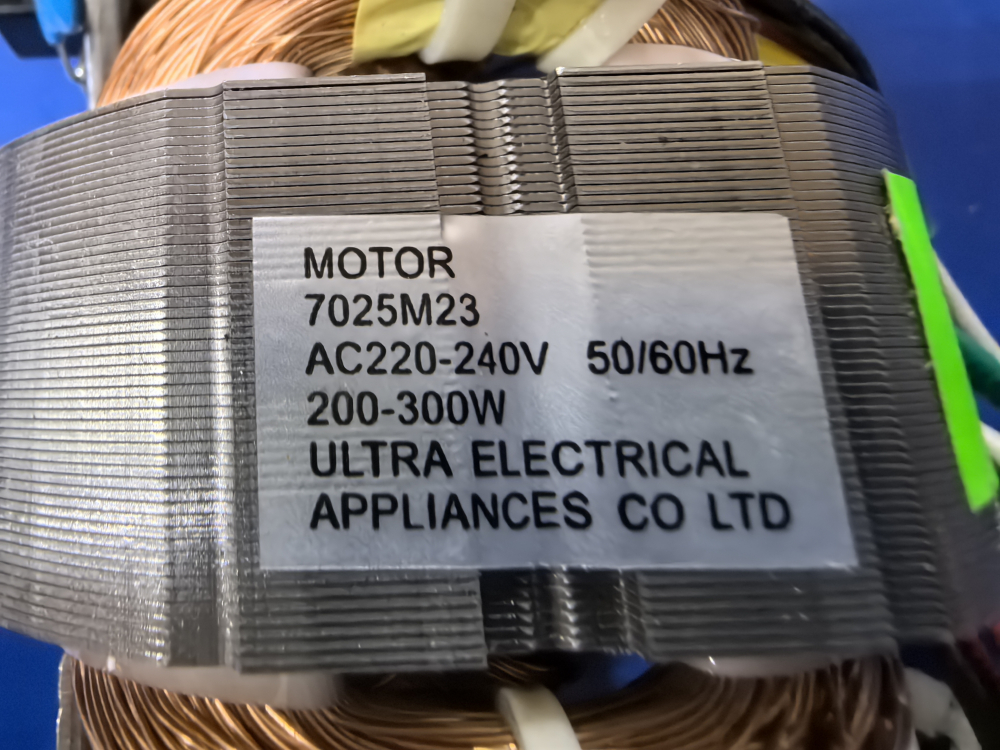 MOTOR
7025M23
AC220-240V 50/60Hz
200-300W
ULTRA ELECTRICAL
APPLIANCES CO LTD